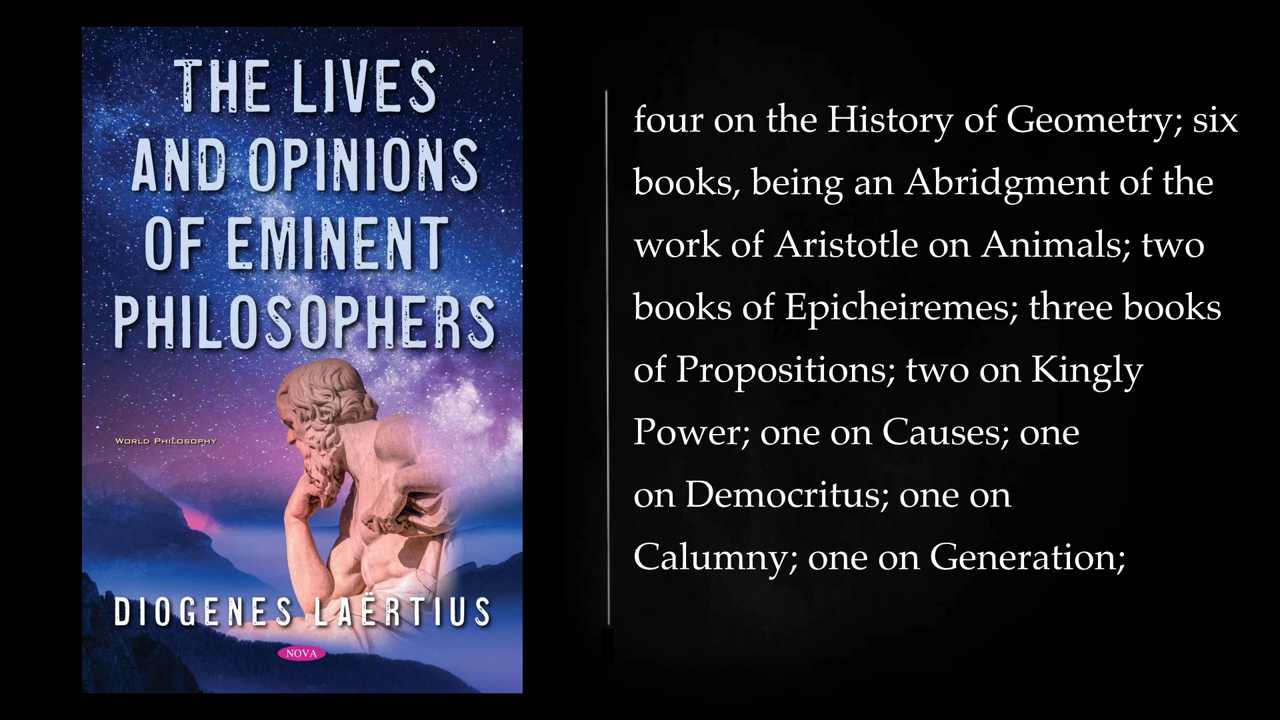 THE LIVES
AND OPINIONS
OF EMINENT
PHILOSOPHERS
WORLD PHILOSOPHY
DIOGENES LAËRTIUS
NOVA
four on the History of Geometry; six
books, being an Abridgment of the
work of Aristotle on Animals; two
books of Epicheiremes; three books
of Propositions; two on Kingly
Power; one on Causes; one
on Democritus; one on
Calumny; one on Generation;